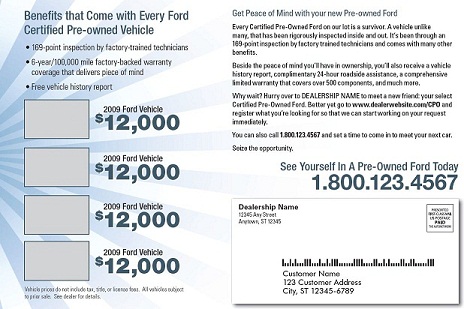 Benefits that Come with Every Ford
Certified Pre-owned Vehicle
• 169-point inspection by factory-trained technicians
• 6-year/100,000 mile factory-backed warranty
coverage that delivers piece of mind
• Free vehicle history report
2009 Ford Vehicle
$12,000
2009 Ford Vehicle
$12,000
2009 Ford Vehicle
$12,000
2009 Ford Vehicle
$12,000
Vehicle prices do not include tax, title, or license fees. All vehicles subject
to prior sale. See dealer for details.
Get Peace of Mind with your new Pre-owned Ford
Every Certified Pre-Owned Ford on our lot is a survivor. A vehicle unlike
many, that has been rigorously inspected inside and out. It's been through an
169-point inspection by factory trained technicians and comes with many other
benefits.
Beside the peace of mind you'll have in ownership, you'll also receive a vehicle
history report, complimentary 24-hour roadside assistance, a comprehensive
limited warranty that covers over 500 components, and much more.
Why wait? Hurry over to DEALERSHIP NAME to meet a new friend; your select
Certified Pre-Owned Ford. Better yet go to www.dealerwebsite.com/CPO and
register what you're looking for so that we can start working on your request
immediately.
You can also call 1.800.123.4567 and set a time to come in to meet your next car.
Seize the opportunity.
See Yourself In A Pre-Owned Ford Today
1.800.123.4567
Dealership Name
12345 Any Street
Anytown, ST 12345
PRESORTED
FIRST CLASS MAIL
US POSTAGE
PAID
Customer Name
123 Customer Address
City, ST 12345-6789